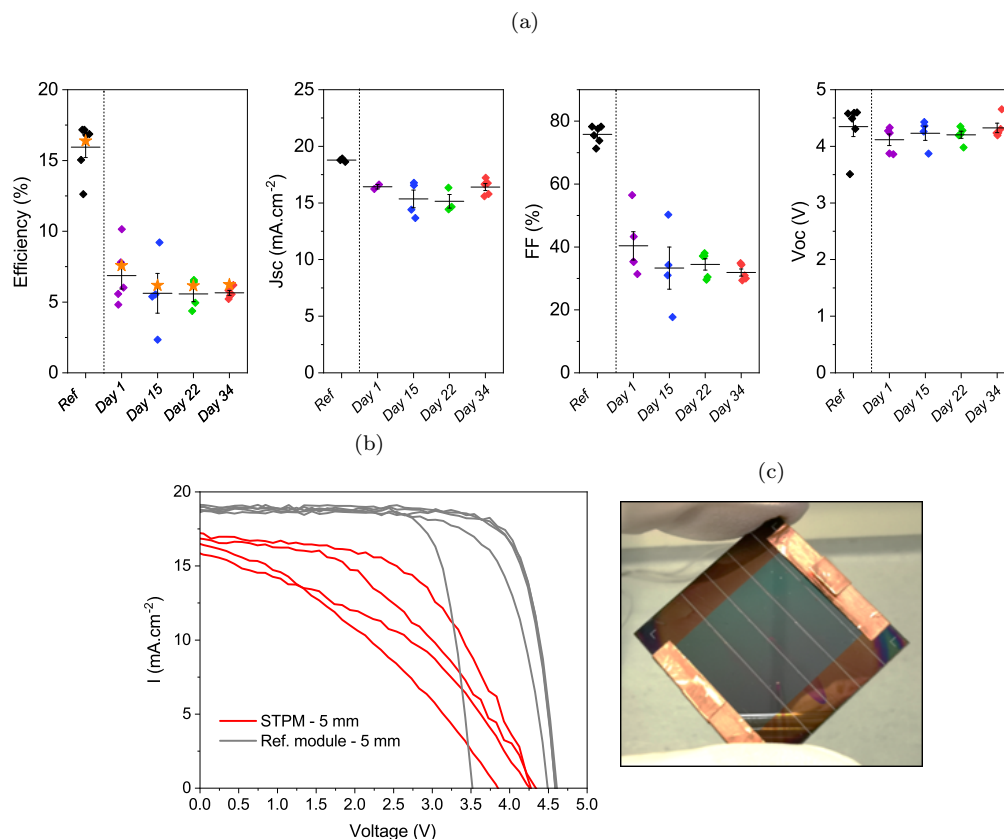 (a)
Efficiency (%)
20
15
10
5
0
Ref
Day 1
Day 15
Day 22
Day 34
Jsc (mA.cm-2)
25
20
15
10
5
0
Ref
Day 1
Day 15
Day 22
Day 34
FF (%)
80
60
40
20
0
Ref
Day 1
Day 15
Day 22
Day 34
Voc (V)
5
4
3
2
1
0
Ref
Day 1
Day 15
Day 22
Day 34
(b)
I (mA.cm-2)
20
15
10
5
0
STPM - 5 mm
Ref. module - 5 mm
0.0 0.5 1.0 1.5 2.0 2.5 3.0 3.5 4.0 4.5 5.0
Voltage (V)
(c)